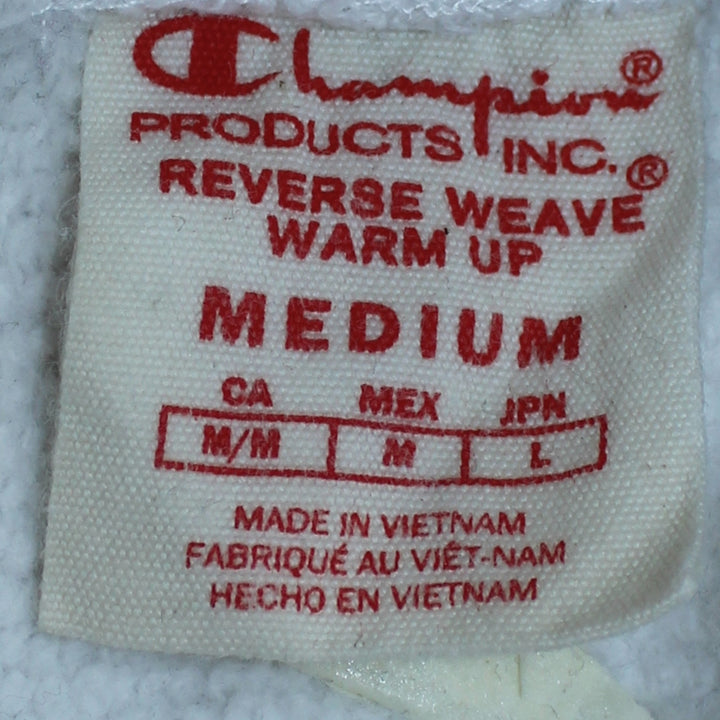 Champion®
PRODUCTS INC.
REVERSE WEAVE®
WARM UP
MEDIUM
CA MEX JPN
M/M M L
MADE IN VIETNAM
FABRIQUÉ AU VIÊT-NAM
HECHO EN VIETNAM